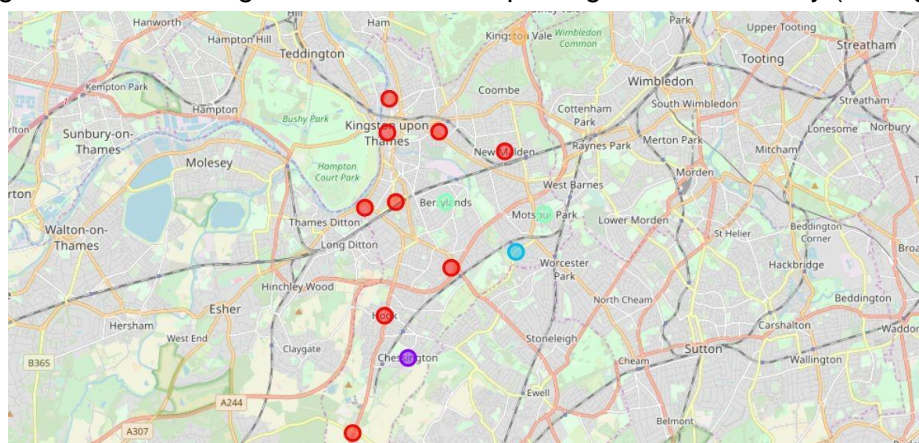 Hanworth
Ham
Kingston Vale
Wimbledon
Common
Park
Upper Tooting
Hampton Hill
Teddington
Streatham
Tooting
Kempton Park
Wimbledon
Coombe
Hampton
Bushy Park
Cottenham
Park
South Wimbledon
Streatham
Sunbury-on-
Thames
Kingston upon
Thames
Raynes Park
Merton Park
Lonesome
Norbury
Molesey
New Malden
Mitcham
Hampton
Court Park
Morden
West Barnes
Berrylands
Thames Ditton
Motspur Park
Lower Morden
Walton-on-
Thames
Long Ditton
St Helier
Beddington
Corner
Worcester
Park
Hackbridge
Hinchley Wood
North Cheam
Beddington
Esher
Hersham
Hook
West End
Stoneleigh
Carshalton
Claygate
Sutton
Chessington
Cheam
Wallington
B365
Ewell
A244
Belmont
A307